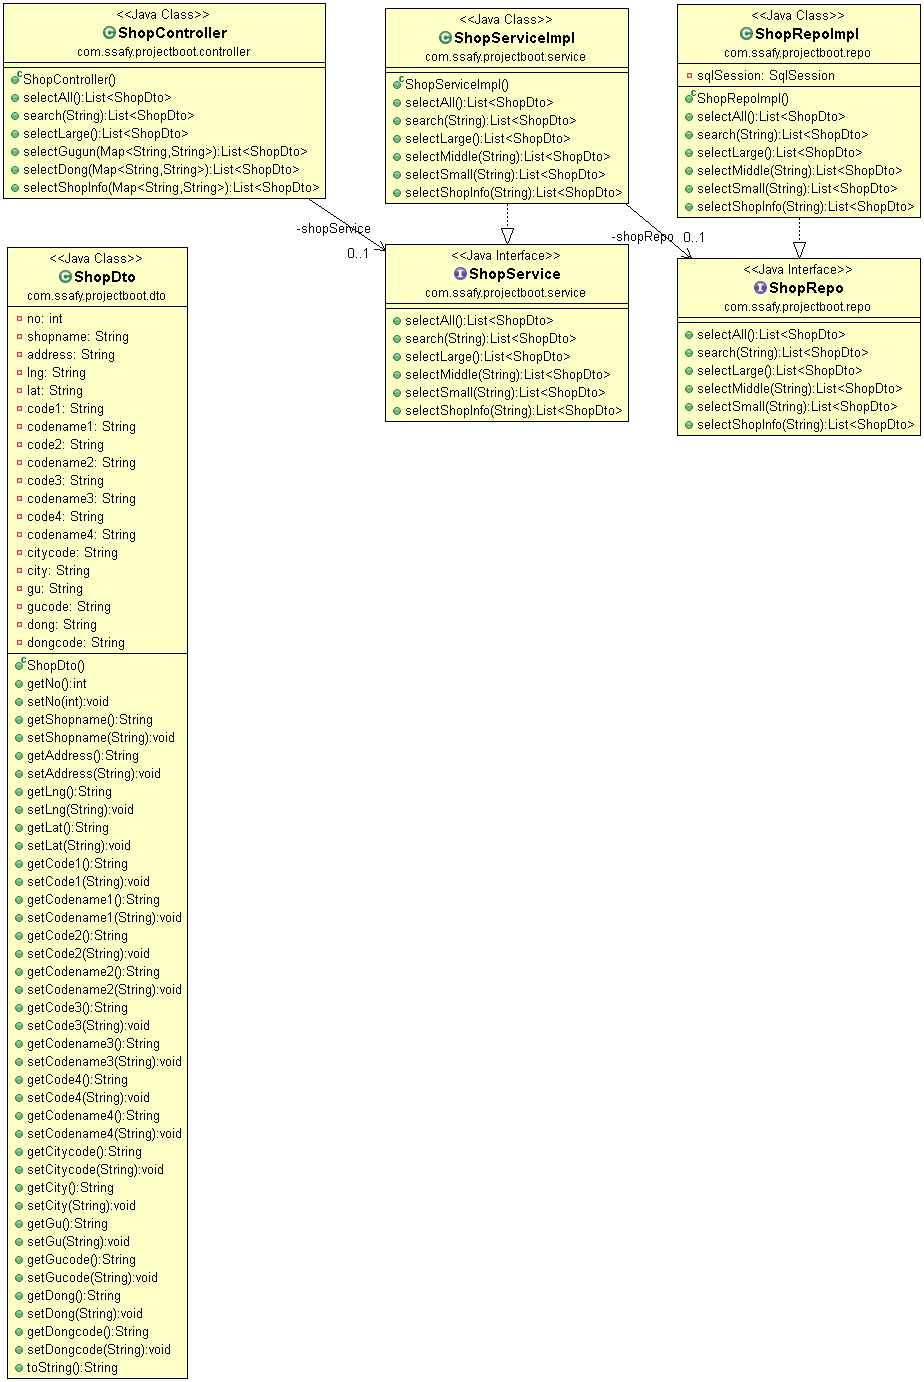 <<Java Class>>
ShopController
com.ssafy.projectboot.controller
ShopController()
selectAll():List<ShopDto>
search(String):List<ShopDto>
selectLarge():List<ShopDto>
selectGugun(Map<String,String>):List<ShopDto>
selectDong(Map<String,String>):List<ShopDto>
selectShopInfo(Map<String,String>):List<ShopDto>
<<Java Class>>
ShopServiceImpl
com.ssafy.projectboot.service
ShopServiceImpl()
selectAll():List<ShopDto>
search(String):List<ShopDto>
selectLarge():List<ShopDto>
selectMiddle(String):List<ShopDto>
selectSmall(String):List<ShopDto>
selectShopInfo(String):List<ShopDto>
<<Java Class>>
ShopRepoImpl
com.ssafy.projectboot.repo
sqlSession: SqlSession
ShopRepoImpl()
selectAll():List<ShopDto>
search(String):List<ShopDto>
selectLarge():List<ShopDto>
selectMiddle(String):List<ShopDto>
selectSmall(String):List<ShopDto>
selectShopInfo(String):List<ShopDto>
-shopService
0..1
-shopRepo
0..1
<<Java Interface>>
ShopService
com.ssafy.projectboot.service
selectAll():List<ShopDto>
search(String):List<ShopDto>
selectLarge():List<ShopDto>
selectMiddle(String):List<ShopDto>
selectSmall(String):List<ShopDto>
selectShopInfo(String):List<ShopDto>
<<Java Interface>>
ShopRepo
com.ssafy.projectboot.repo
selectAll():List<ShopDto>
search(String):List<ShopDto>
selectLarge():List<ShopDto>
selectMiddle(String):List<ShopDto>
selectSmall(String):List<ShopDto>
selectShopInfo(String):List<ShopDto>
<<Java Class>>
ShopDto
com.ssafy.projectboot.dto
no: int
shopname: String
address: String
lng: String
lat: String
code1: String
codename1: String
code2: String
codename2: String
code3: String
codename3: String
code4: String
codename4: String
citycode: String
city: String
gu: String
gucode: String
dong: String
dongcode: String
ShopDto()
getNo():int
setNo(int):void
getShopname():String
setShopname(String):void
getAddress():String
setAddress(String):void
getLng():String
setLng(String):void
getLat():String
setLat(String):void
getCode1():String
setCode1(String):void
getCodename1():String
setCodename1(String):void
getCode2():String
setCode2(String):void
getCodename2():String
setCodename2(String):void
getCode3():String
setCode3(String):void
getCodename3():String
setCodename3(String):void
getCode4():String
setCode4(String):void
getCodename4():String
setCodename4(String):void
getCitycode():String
setCitycode(String):void
getCity():String
setCity(String):void
getGu():String
setGu(String):void
getGucode():String
setGucode(String):void
getDong():String
setDong(String):void
getDongcode():String
setDongcode(String):void
toString():String